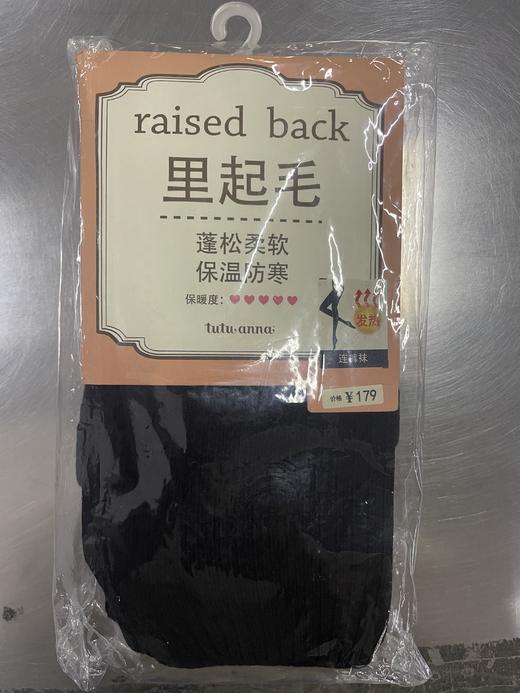 raised back
里起毛
蓬松柔软
保温防寒
保暖度:
tutu anna
发热
连裤袜
价格 ¥179